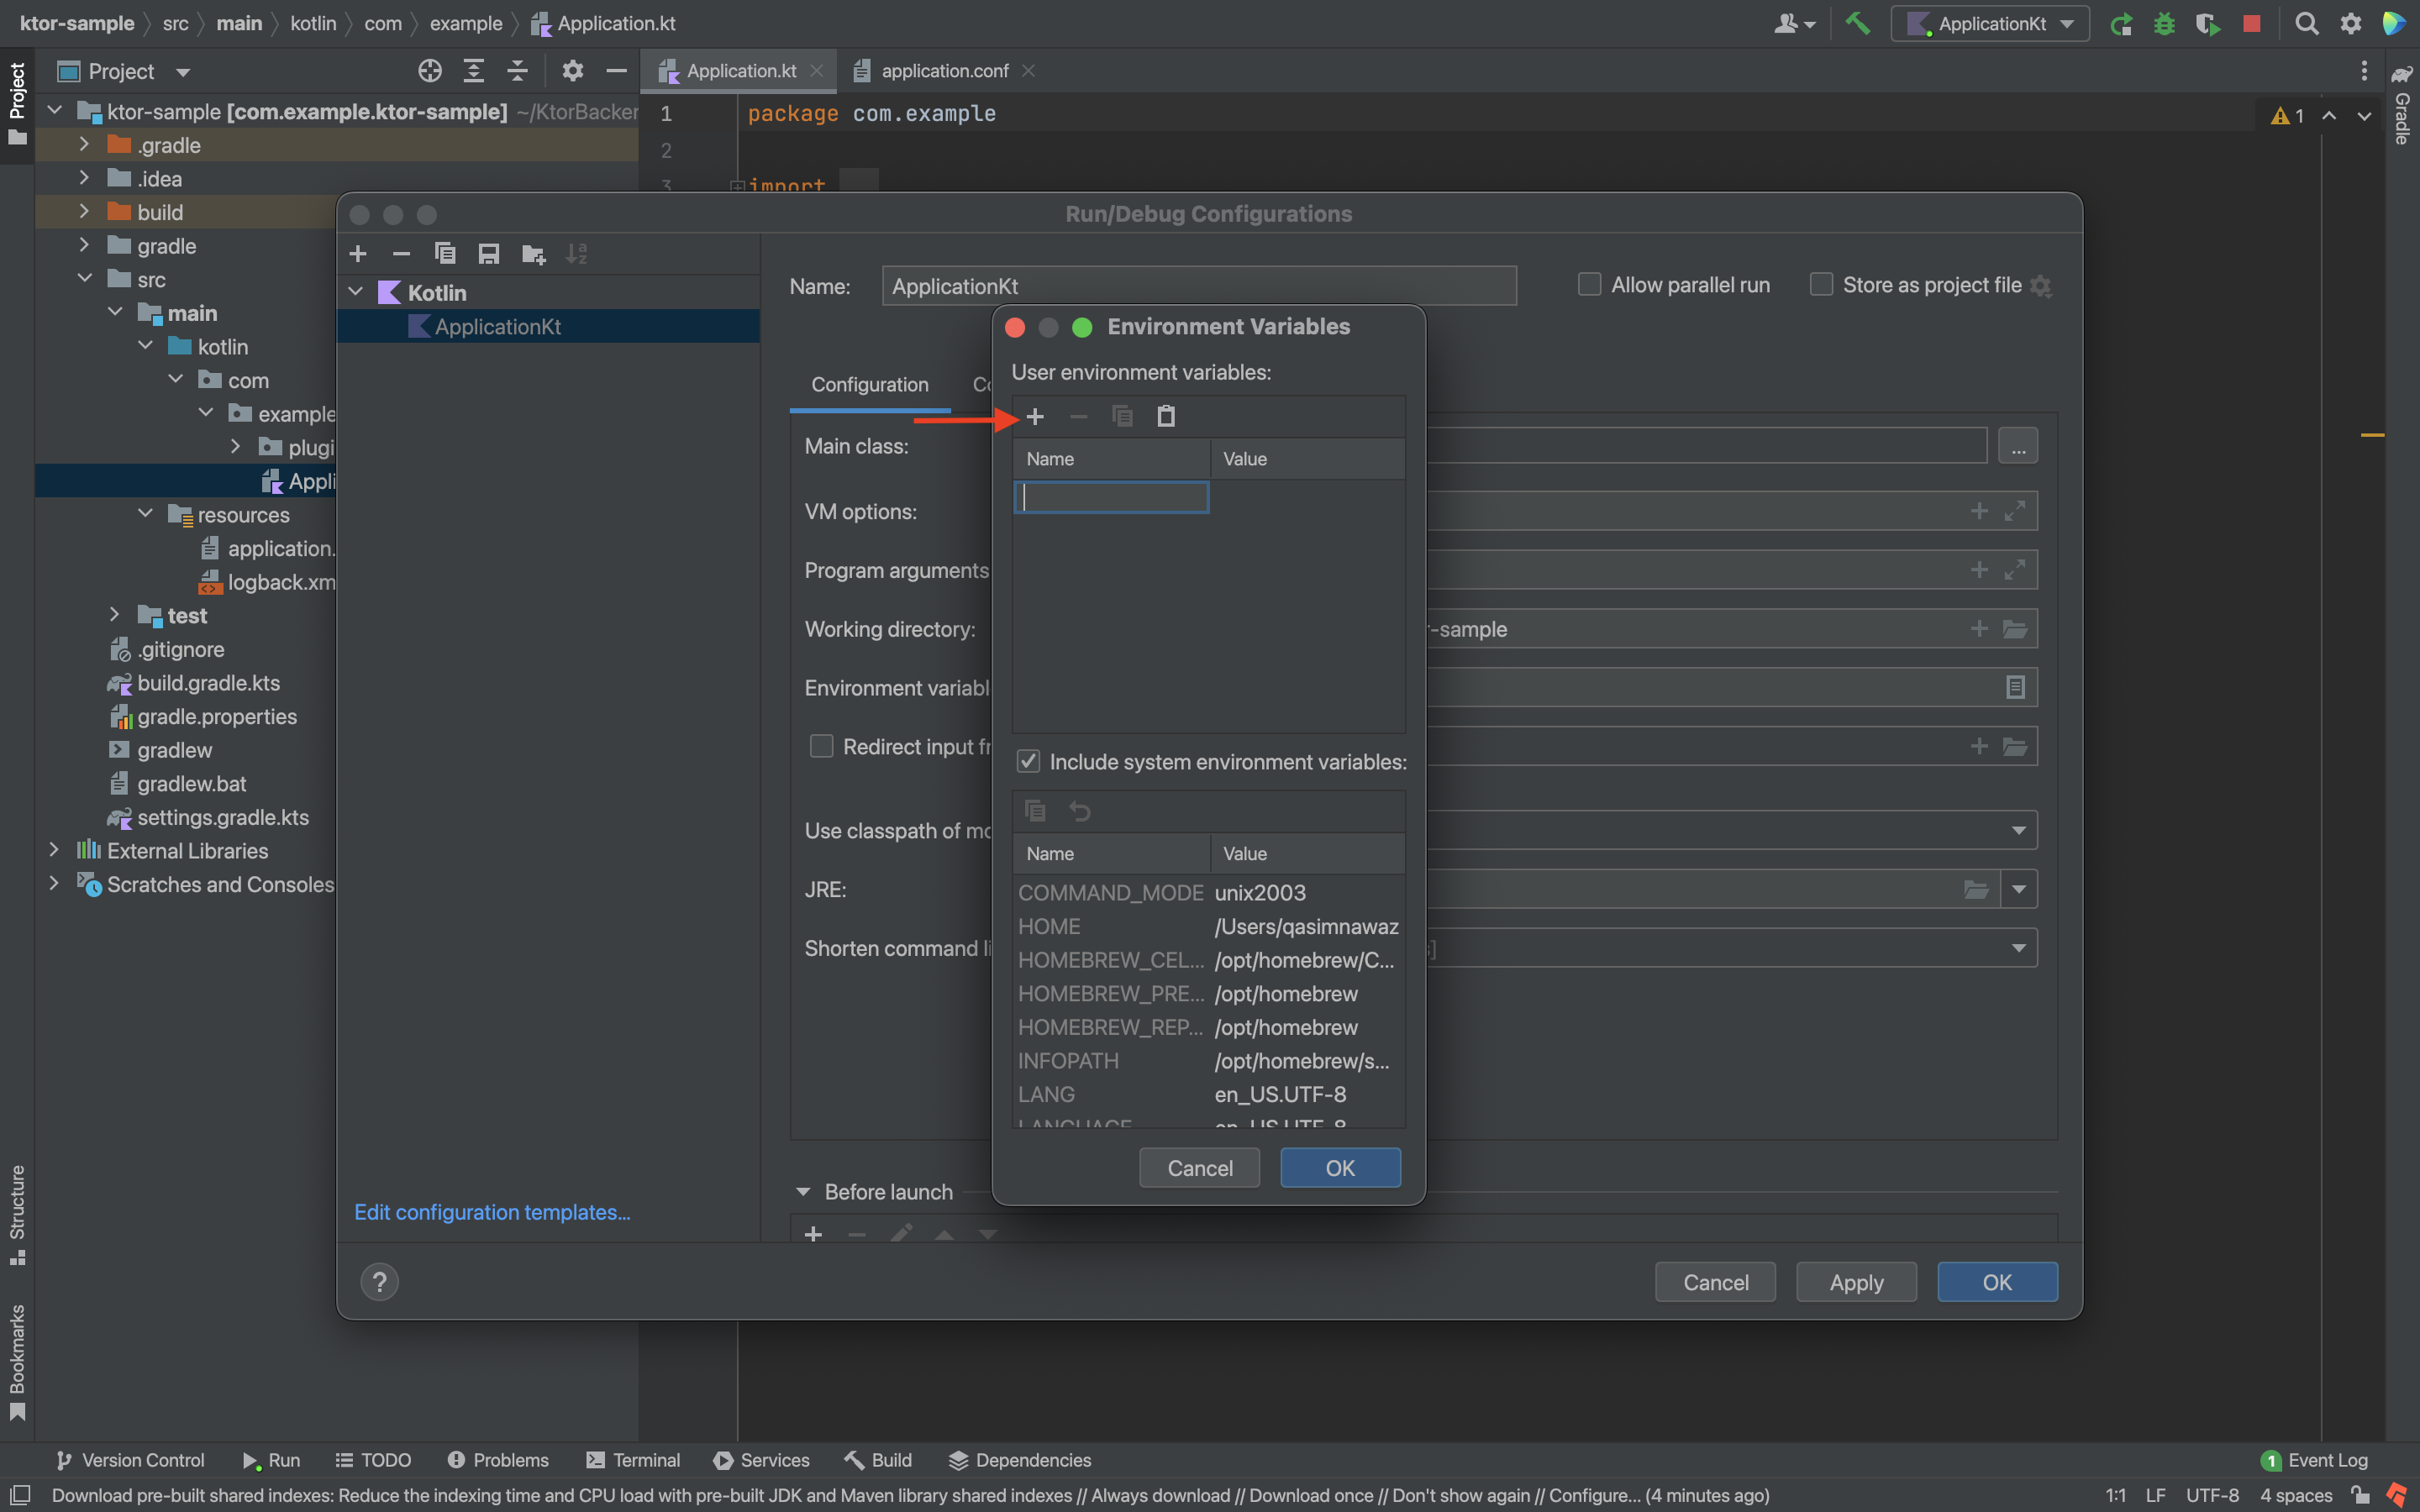 ktor-sample src main kotlin com example Application.kt
ApplicationKt
Project
Application.kt
application.conf
Project
Gradle
ktor-sample [com.example.ktor-sample] ~/KtorBacker
.gradle
.idea
build
gradle
src
main
kotlin
com
example
plugi
Appli
resources
application.
logback.xm
test
.gitignore
build.gradle.kts
gradle.properties
gradlew
gradlew.bat
settings.gradle.kts
External Libraries
Scratches and Consoles
1 package com.example
2
3 import
1
Run/Debug Configurations
Kotlin
ApplicationKt
Edit configuration templates...
Name: ApplicationKt
Allow parallel run
Store as project file
Configuration
Main class:
...
VM options:
Program arguments
Working directory:
-sample
Environment variabl
Redirect input fr
Use classpath of mo
JRE:
Shorten command li
Before launch
?
Cancel Apply OK
Environment Variables
User environment variables:
Name Value
Include system environment variables:
Name Value
COMMAND_MODE unix2003
HOME /Users/qasimnawaz
HOMEBREW_CEL... /opt/homebrew/C...
HOMEBREW_PRE... /opt/homebrew
HOMEBREW_REP... /opt/homebrew
INFOPATH /opt/homebrew/s...
LANG en_US.UTF-8
LANGUAGE en_US.UTF-8
Cancel OK
Structure
Bookmarks
Version Control Run TODO Problems Terminal Services Build Dependencies
1 Event Log
Download pre-built shared indexes: Reduce the indexing time and CPU load with pre-built JDK and Maven library shared indexes // Always download // Download once // Don't show again // Configure... (4 minutes ago)
1:1 LF UTF-8 4 spaces